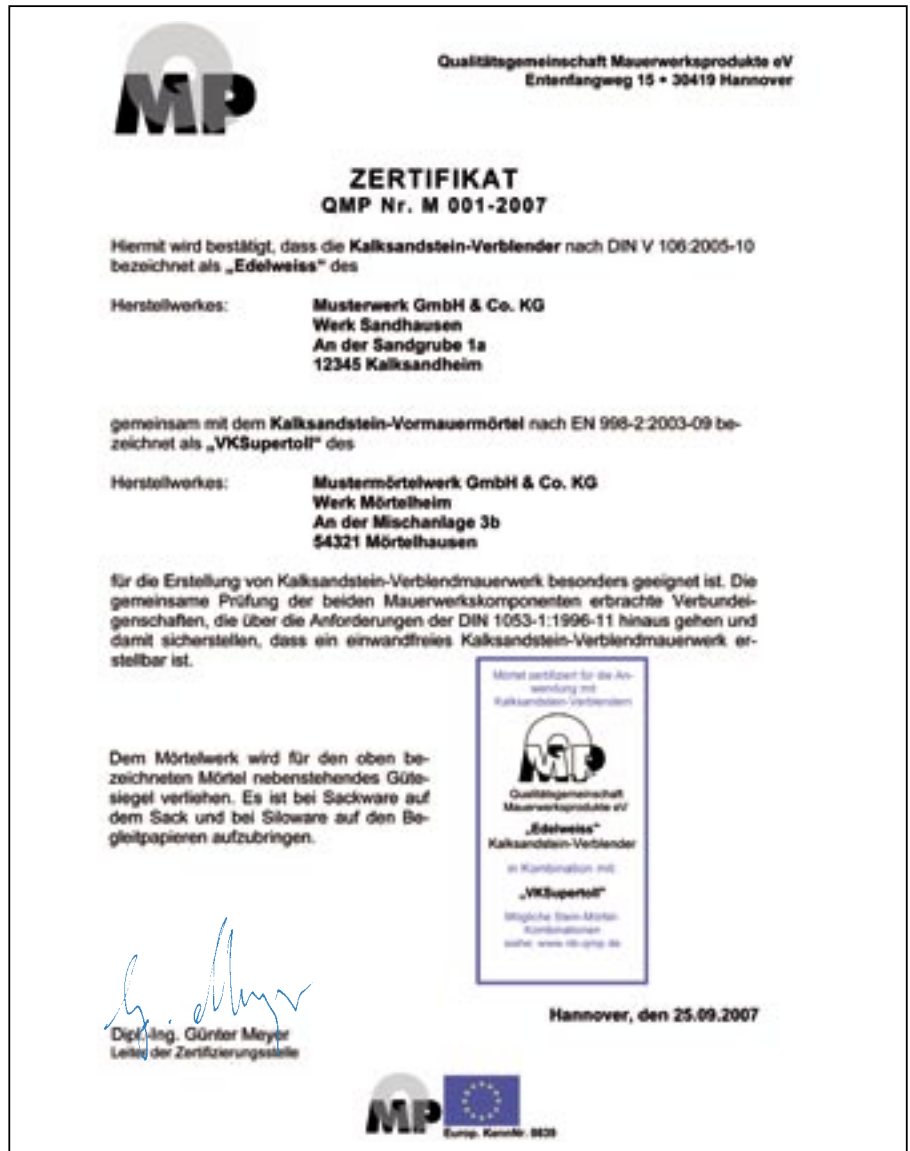 QMP
Qualitätsgemeinschaft Mauerwerksprodukte eV
Entenfangweg 15 • 30419 Hannover
ZERTIFIKAT
QMP Nr. M 001-2007
Hiermit wird bestätigt, dass die Kalksandstein-Verblender nach DIN V 106:2005-10
bezeichnet als „Edelweiss“ des
Herstellwerkes: Musterwerk GmbH & Co. KG
Werk Sandhausen
An der Sandgrube 1a
12345 Kalksandheim
gemeinsam mit dem Kalksandstein-Vormauermörtel nach EN 998-2:2003-09 be-
zeichnet als „VKSupertoll“ des
Herstellwerkes: Mustermörtelwerk GmbH & Co. KG
Werk Mörtelheim
An der Mischanlage 3b
54321 Mörtelhausen
für die Erstellung von Kalksandstein-Verblendmauerwerk besonders geeignet ist. Die
gemeinsame Prüfung der beiden Mauerwerkskomponenten erbrachte Verbundei-
genschaften, die über die Anforderungen der DIN 1053-1:1996-11 hinaus gehen und
damit sicherstellen, dass ein einwandfreies Kalksandstein-Verblendmauerwerk er-
stellbar ist.
Dem Mörtelwerk wird für den oben be-
zeichneten Mörtel nebenstehendes Güte-
siegel verliehen. Es ist bei Sackware auf
dem Sack und bei Siloware auf den Be-
gleitpapieren aufzubringen.
Mörtel zertifiziert für die An-
wendung mit
Kalksandstein-Verblendern
QMP
Qualitätsgemeinschaft
Mauerwerksprodukte eV
„Edelweiss“
Kalksandstein-Verblender
in Kombination mit:
„VKSupertoll“
Mögliche Stein-Mörtel-
Kombinationen
siehe: www.nb-qmp.de
G. Meyer
Dipl.-Ing. Günter Meyer
Leiter der Zertifizierungsstelle
Hannover, den 25.09.2007
QMP
Europ. KennNr.